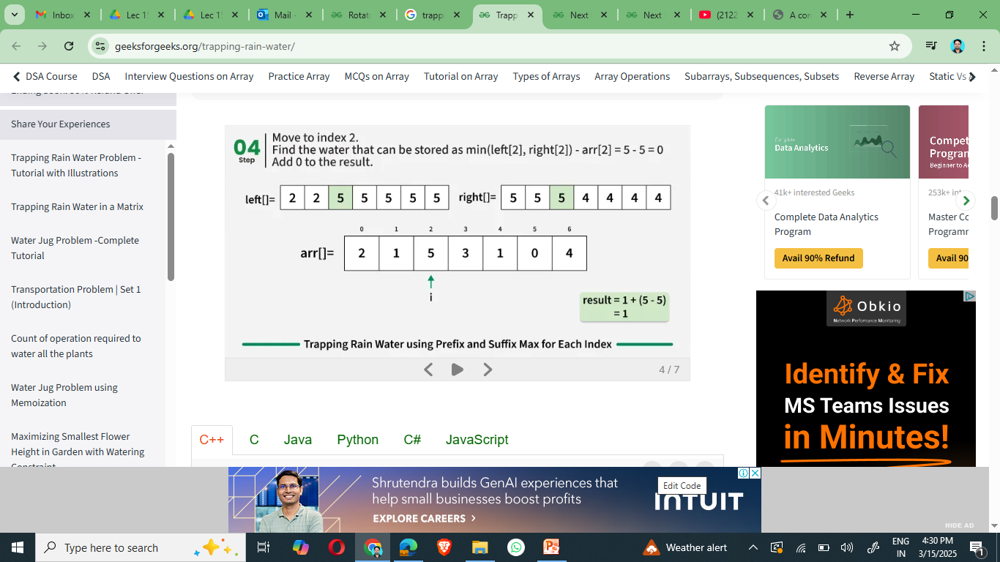 Inbox
Lec 1
Lec 1
Mail -
Rotat
trapp
Trapp
Next
Next
(2122
A con
geeksforgeeks.org/trapping-rain-water/
DSA Course
DSA
Interview Questions on Array
Practice Array
MCQs on Array
Tutorial on Array
Types of Arrays
Array Operations
Subarrays, Subsequences, Subsets
Reverse Array
Static Vs
Share Your Experiences
Trapping Rain Water Problem -
Tutorial with Illustrations
Trapping Rain Water in a Matrix
Water Jug Problem -Complete
Tutorial
Transportation Problem | Set 1
(Introduction)
Count of operation required to
water all the plants
Water Jug Problem using
Memoization
Maximizing Smallest Flower
Height in Garden with Watering
Constraint
04
Step
Move to index 2.
Find the water that can be stored as min(left[2], right[2]) - arr[2] = 5 - 5 = 0
Add 0 to the result.
left[]= 2 2 5 5 5 5 5
right[]= 5 5 5 4 4 4 4
0 1 2 3 4 5 6
arr[]= 2 1 5 3 1 0 4
i
result = 1 + (5 - 5)
= 1
Trapping Rain Water using Prefix and Suffix Max for Each Index
4 / 7
C++
C
Java
Python
C#
JavaScript
Complete
Data Analytics
41k+ interested Geeks
Complete Data Analytics
Program
Avail 90% Refund
Compet
Program
Beginner to A
253k+ int
Master Co
Programm
Avail 90
Obkio
Network Performance Monitoring
Identify & Fix
MS Teams Issues
in Minutes!
Shrutendra builds GenAI experiences that
help small businesses boost profits
EXPLORE CAREERS >
Edit Code
INTUIT
HIDE AD
Type here to search
Weather alert
ENG
IN
4:30 PM
3/15/2025
1